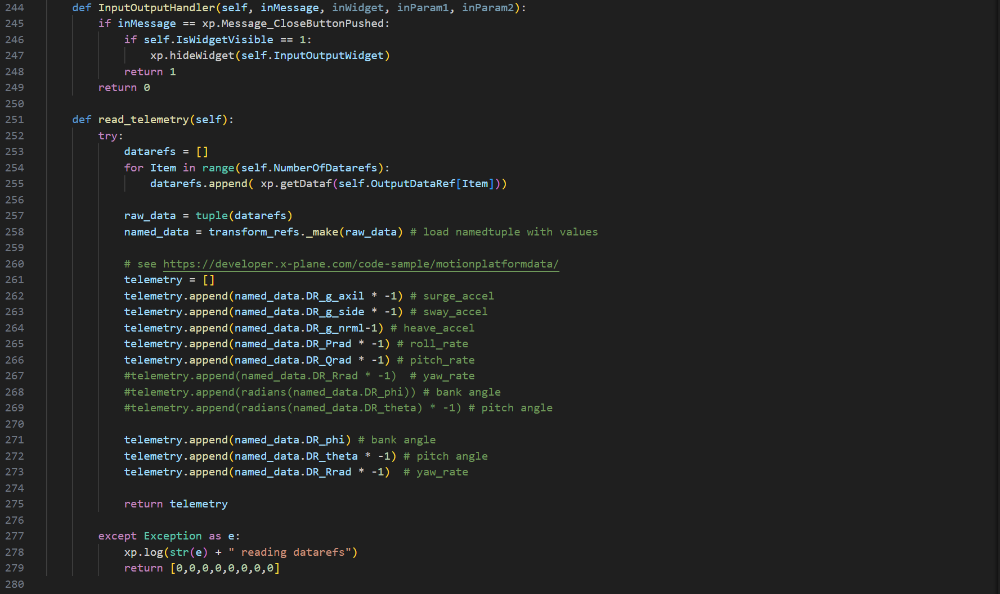 244 def InputOutputHandler(self, inMessage, inWidget, inParam1, inParam2):
245 if inMessage == xp.Message_CloseButtonPushed:
246 if self.IsWidgetVisible == 1:
247 xp.hideWidget(self.InputOutputWidget)
248 return 1
249 return 0
250
251 def read_telemetry(self):
252 try:
253 datarefs = []
254 for Item in range(self.NumberOfDatarefs):
255 datarefs.append( xp.getDataf(self.OutputDataRef[Item]))
256
257 raw_data = tuple(datarefs)
258 named_data = transform_refs._make(raw_data) # load namedtuple with values
259
260 # see https://developer.x-plane.com/code-sample/motionplatformdata/
261 telemetry = []
262 telemetry.append(named_data.DR_g_axil * -1) # surge_accel
263 telemetry.append(named_data.DR_g_side * -1) # sway_accel
264 telemetry.append(named_data.DR_g_nrml-1) # heave_accel
265 telemetry.append(named_data.DR_Prad * -1) # roll_rate
266 telemetry.append(named_data.DR_Qrad * -1) # pitch_rate
267 #telemetry.append(named_data.DR_Rrad * -1)  # yaw_rate
268 #telemetry.append(radians(named_data.DR_phi)) # bank angle
269 #telemetry.append(radians(named_data.DR_theta) * -1) # pitch angle
270
271 telemetry.append(named_data.DR_phi) # bank angle
272 telemetry.append(named_data.DR_theta * -1) # pitch angle
273 telemetry.append(named_data.DR_Rrad * -1)  # yaw_rate
274
275 return telemetry
276
277 except Exception as e:
278 xp.log(str(e) + " reading datarefs")
279 return [0,0,0,0,0,0,0,0]
280